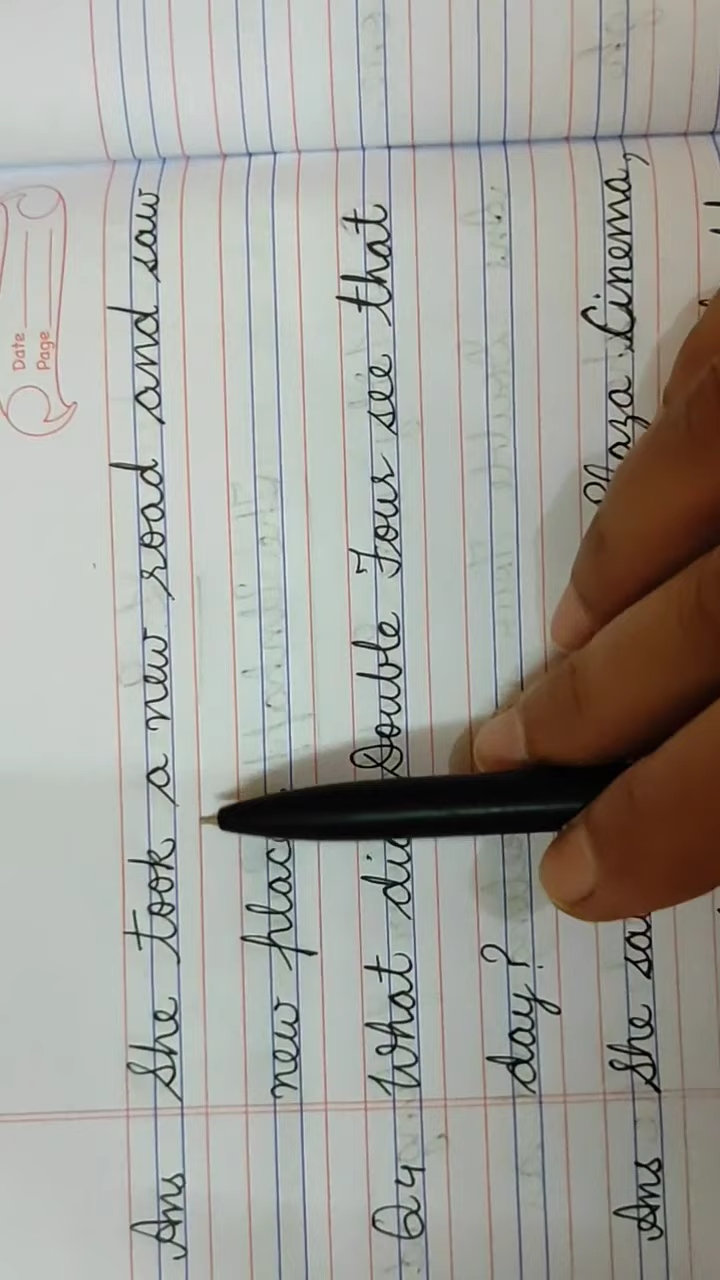 Date
Page
Ans She took a new road and saw
new plac
Q4 What did Double Four see that
day?
Ans She sa Plaza Cinema,